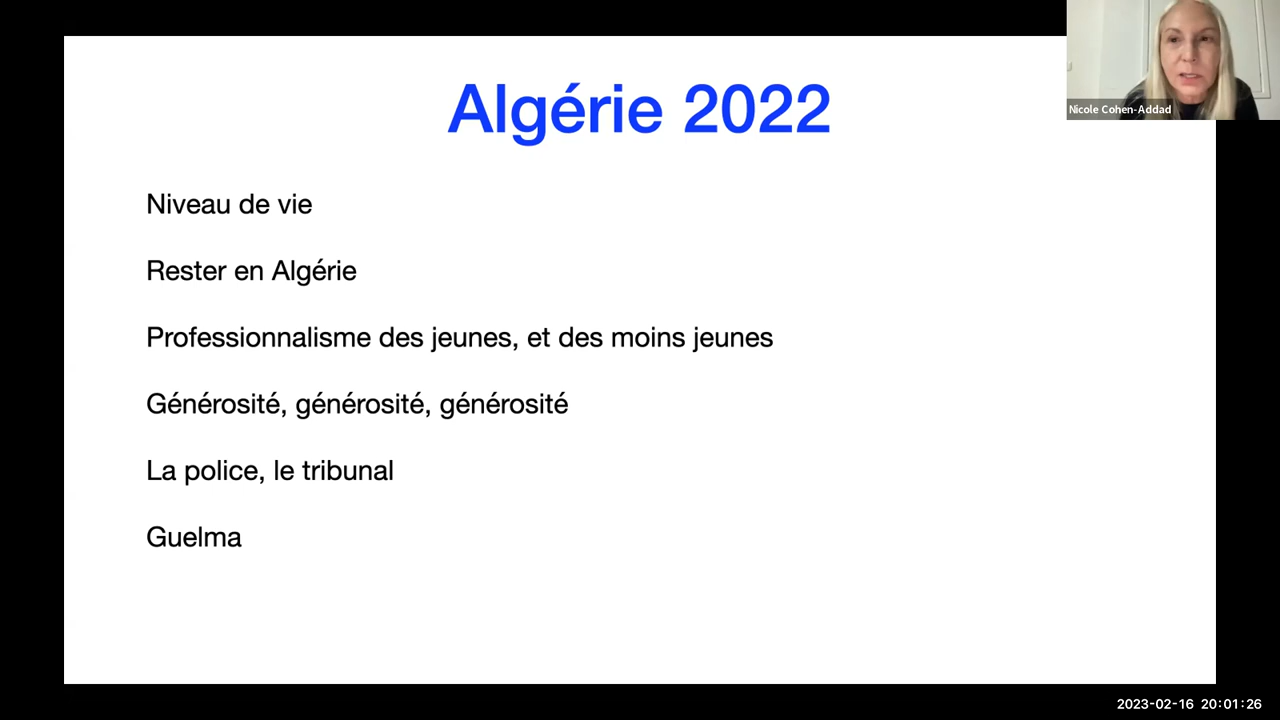 Algérie 2022
Nicole Cohen-Addad
Niveau de vie
Rester en Algérie
Professionnalisme des jeunes, et des moins jeunes
Générosité, générosité, générosité
La police, le tribunal
Guelma
2023-02-16 20:01:26